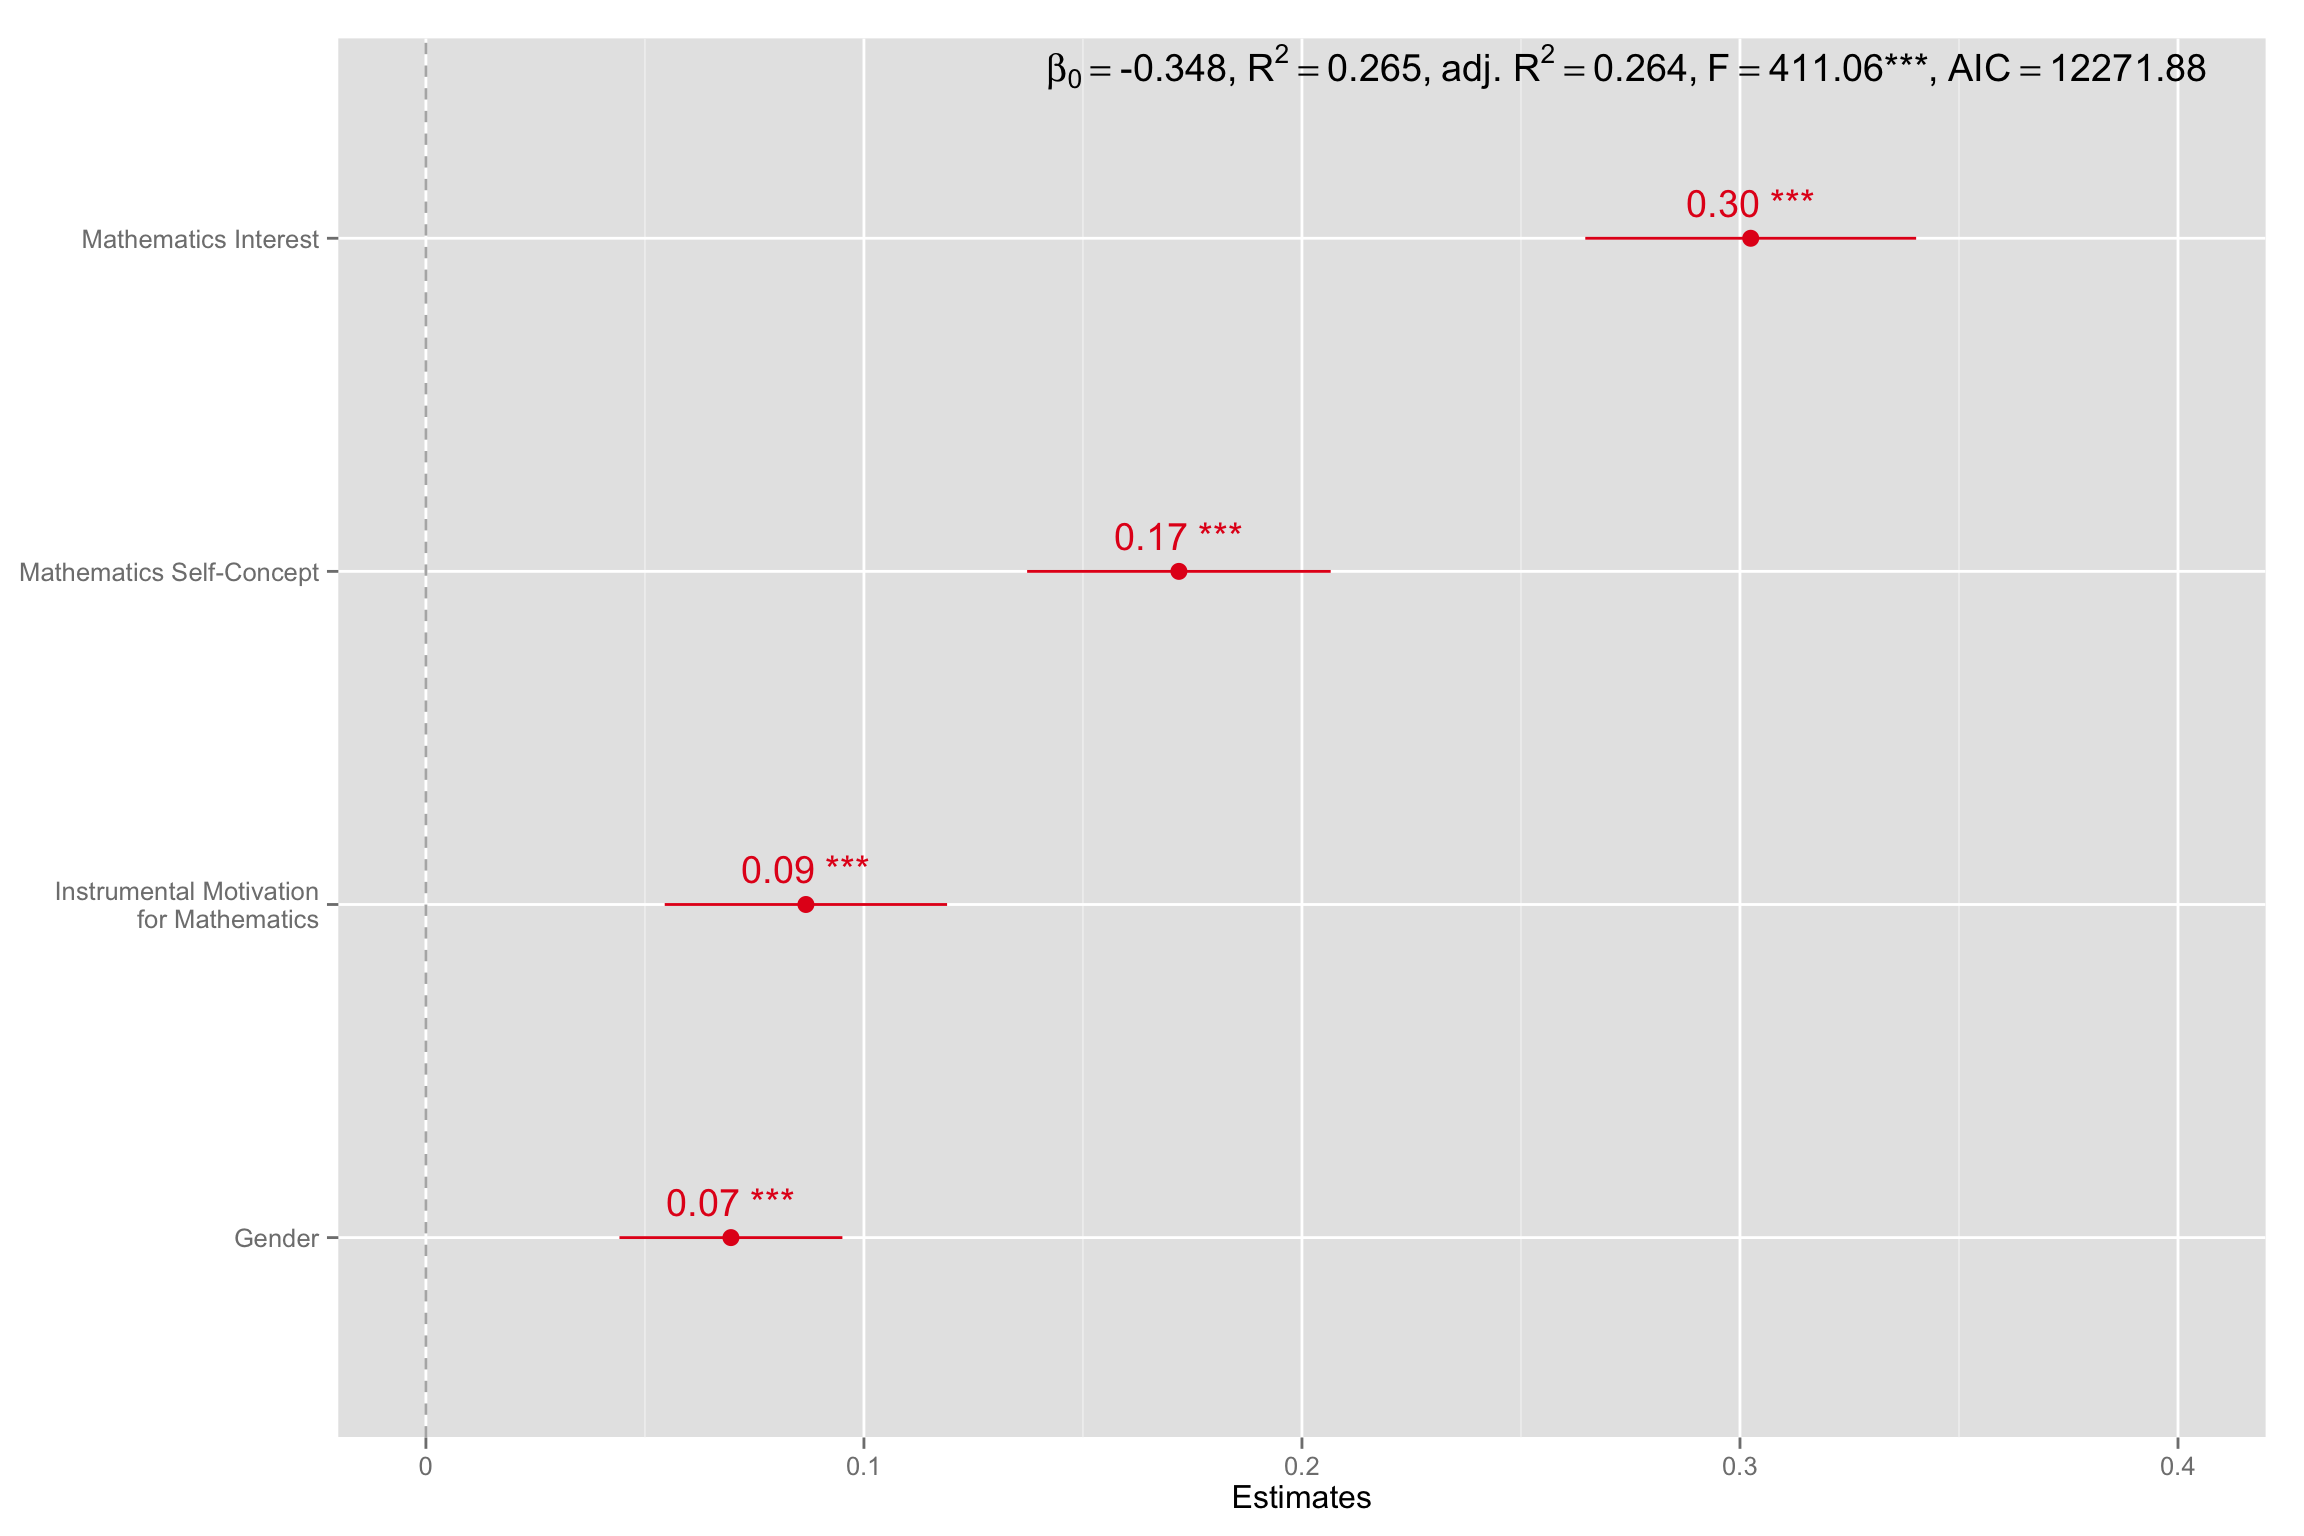 β0 = -0.348, R2 = 0.265, adj. R2 = 0.264, F = 411.06***, AIC = 12271.88
Mathematics Interest
0.30 ***
Mathematics Self-Concept
0.17 ***
Instrumental Motivation
for Mathematics
0.09 ***
Gender
0.07 ***
0 0.1 0.2 0.3 0.4
Estimates